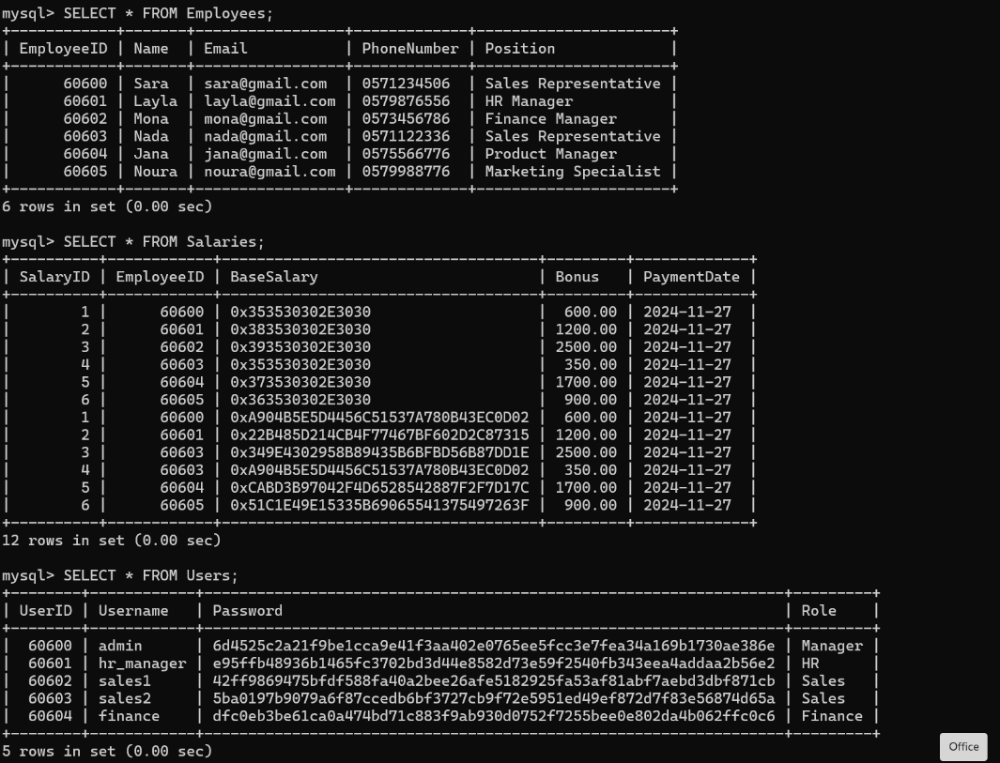 mysql> SELECT * FROM Employees;
+------------+-------+-----------------+-------------+----------------------+
| EmployeeID | Name  | Email           | PhoneNumber | Position             |
+------------+-------+-----------------+-------------+----------------------+
|      60600 | Sara  | sara@gmail.com  | 0571234506  | Sales Representative |
|      60601 | Layla | layla@gmail.com | 0579876556  | HR Manager           |
|      60602 | Mona  | mona@gmail.com  | 0573456786  | Finance Manager      |
|      60603 | Nada  | nada@gmail.com  | 0571122336  | Sales Representative |
|      60604 | Jana  | jana@gmail.com  | 0575566776  | Product Manager      |
|      60605 | Noura | noura@gmail.com | 0579988776  | Marketing Specialist |
+------------+-------+-----------------+-------------+----------------------+
6 rows in set (0.00 sec)
mysql> SELECT * FROM Salaries;
+----------+------------+------------------------------------+---------+-------------+
| SalaryID | EmployeeID | BaseSalary                         | Bonus   | PaymentDate |
+----------+------------+------------------------------------+---------+-------------+
|        1 |      60600 | 0x353530302E3030                   |  600.00 | 2024-11-27  |
|        2 |      60601 | 0x383530302E3030                   | 1200.00 | 2024-11-27  |
|        3 |      60602 | 0x393530302E3030                   | 2500.00 | 2024-11-27  |
|        4 |      60603 | 0x353530302E3030                   |  350.00 | 2024-11-27  |
|        5 |      60604 | 0x373530302E3030                   | 1700.00 | 2024-11-27  |
|        6 |      60605 | 0x363530302E3030                   |  900.00 | 2024-11-27  |
|        1 |      60600 | 0xA904B5E5D4456C51537A780B43EC0D02 |  600.00 | 2024-11-27  |
|        2 |      60601 | 0x22B485D214CB4F77467BF602D2C87315 | 1200.00 | 2024-11-27  |
|        3 |      60603 | 0x349E4302958B89435B6BFBD56B87DD1E | 2500.00 | 2024-11-27  |
|        4 |      60603 | 0xA904B5E5D4456C51537A780B43EC0D02 |  350.00 | 2024-11-27  |
|        5 |      60604 | 0xCABD3B97042F4D6528542887F2F7D17C | 1700.00 | 2024-11-27  |
|        6 |      60605 | 0x51C1E49E15335B69065541375497263F |  900.00 | 2024-11-27  |
+----------+------------+------------------------------------+---------+-------------+
12 rows in set (0.00 sec)
mysql> SELECT * FROM Users;
+--------+------------+------------------------------------------------------------------+---------+
| UserID | Username   | Password                                                         | Role    |
+--------+------------+------------------------------------------------------------------+---------+
|  60600 | admin      | 6d4525c2a21f9be1cca9e41f3aa402e0765ee5fcc3e7fea34a169b1730ae386e | Manager |
|  60601 | hr_manager | e95ffb48936b1465fc3702bd3d44e8582d73e59f2540fb343eea4addaa2b56e2 | HR      |
|  60602 | sales1     | 42ff9869475bfdf588fa40a2bee26afe5182925fa53af81abf7aebd3dbf871cb | Sales   |
|  60603 | sales2     | 5ba0197b9079a6f87ccedb6bf3727cb9f72e5951ed49ef872d7f83e56874d65a | Sales   |
|  60604 | finance    | dfc0eb3be61ca0a474bd71c883f9ab930d0752f7255bee0e802da4b062ffc0c6 | Finance |
+--------+------------+------------------------------------------------------------------+---------+
5 rows in set (0.00 sec)
Office